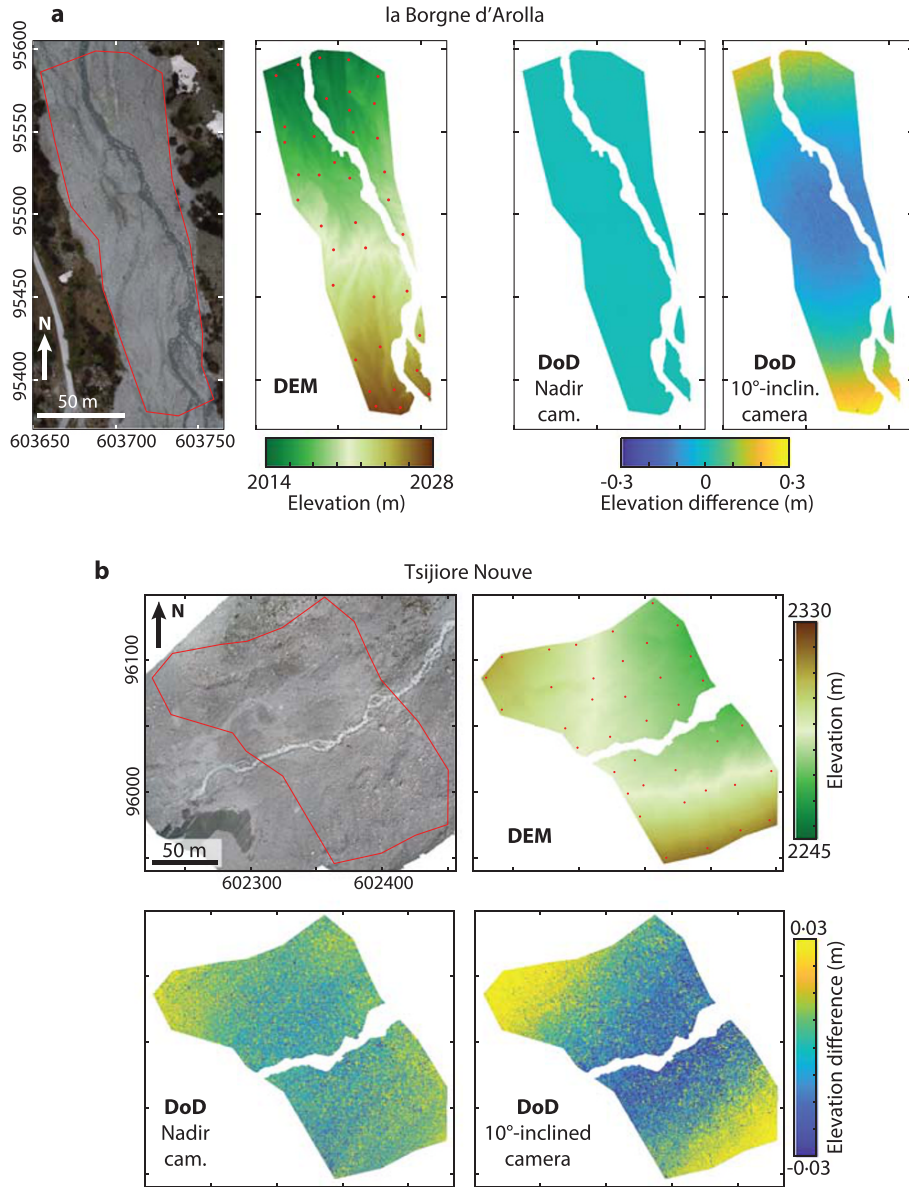 a
la Borgne d’Arolla
95600
95550
95500
95450
95400
N
50 m
603650 603700 603750
DEM
2014 2028
Elevation (m)
DoD
Nadir
cam.
DoD
10°-inclin.
camera
-0·3 0 0·3
Elevation difference (m)
b
Tsijiore Nouve
N
96100
96000
50 m
602300 602400
DEM
2330
Elevation (m)
2245
DoD
Nadir
cam.
DoD
10°-inclined
camera
0·03
Elevation difference (m)
-0·03